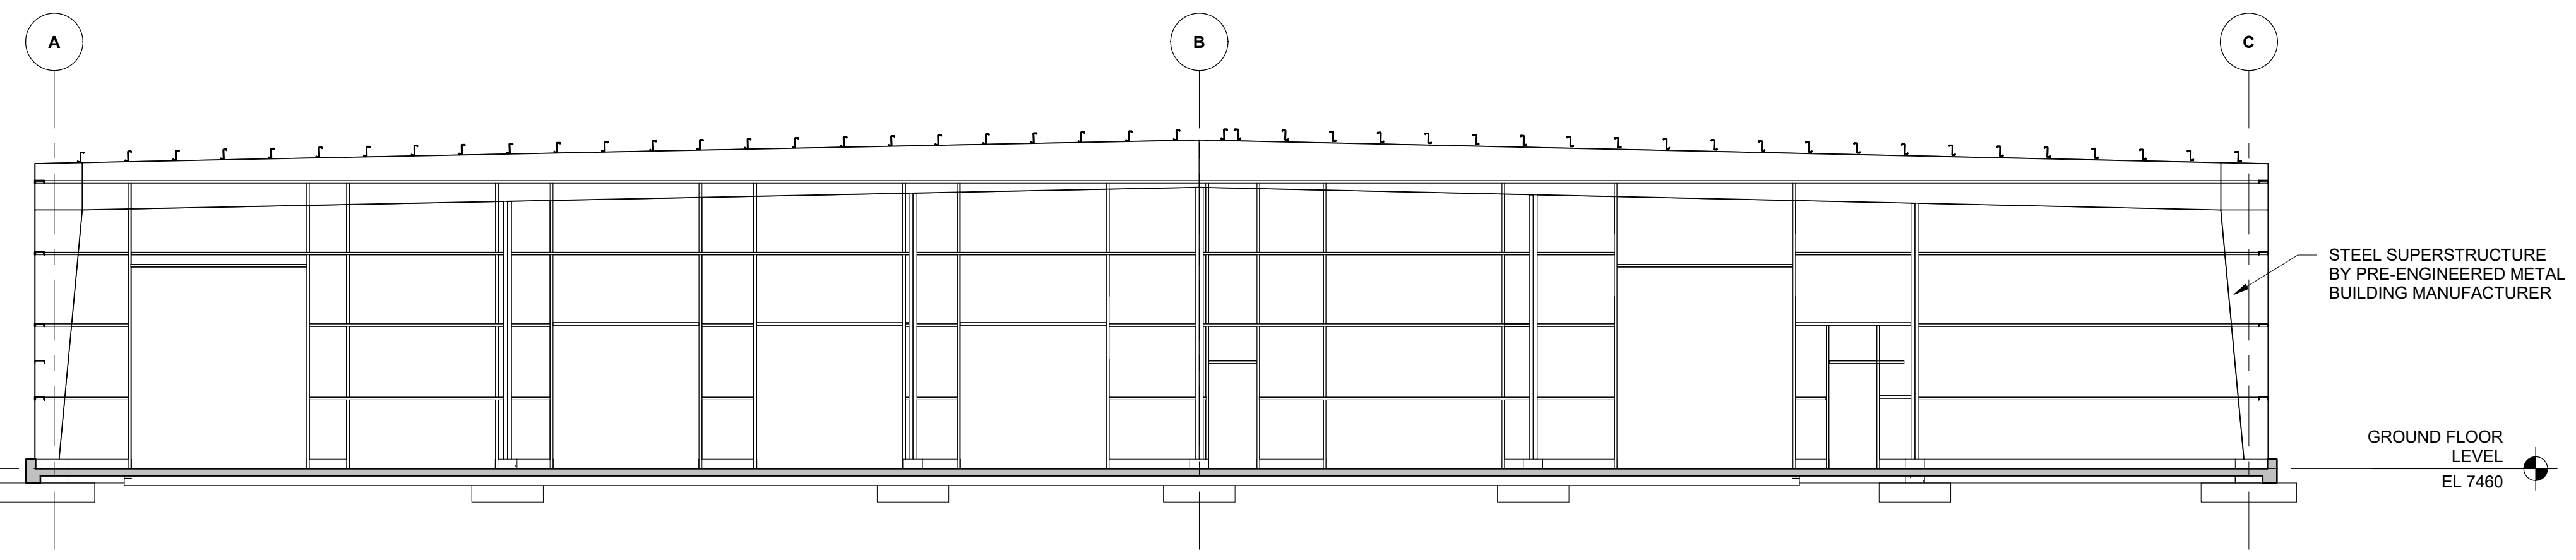 A
B
C
STEEL SUPERSTRUCTURE
BY PRE-ENGINEERED METAL
BUILDING MANUFACTURER
GROUND FLOOR
LEVEL
EL 7460